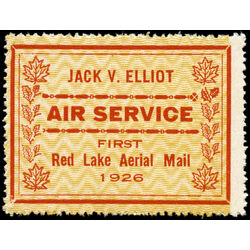 JACK V. ELLIOT
AIR SERVICE
FIRST
Red Lake Aerial Mail
1926